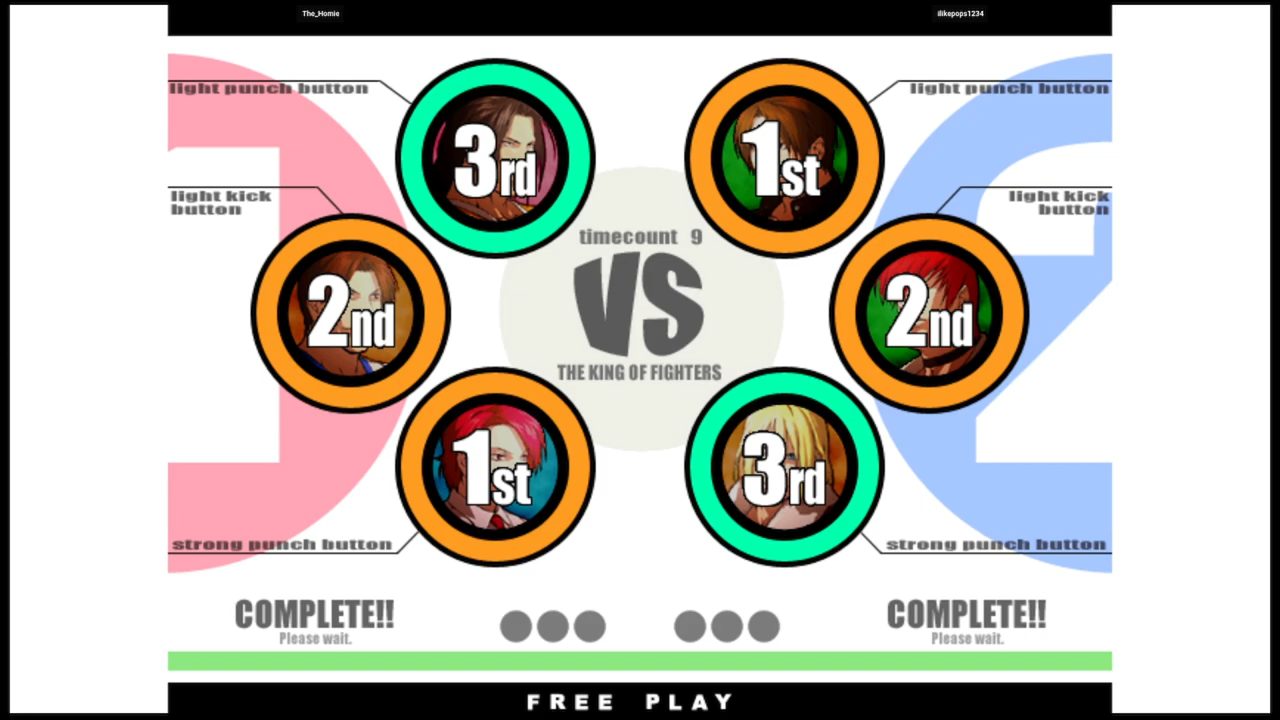 The_Homie
ilikepops1234
light punch button
light punch button
3rd
1st
light kick
button
light kick
button
timecount 9
VS
THE KING OF FIGHTERS
2nd
2nd
1st
3rd
strong punch button
strong punch button
COMPLETE!!
Please wait.
COMPLETE!!
Please wait.
FREE PLAY
1
2